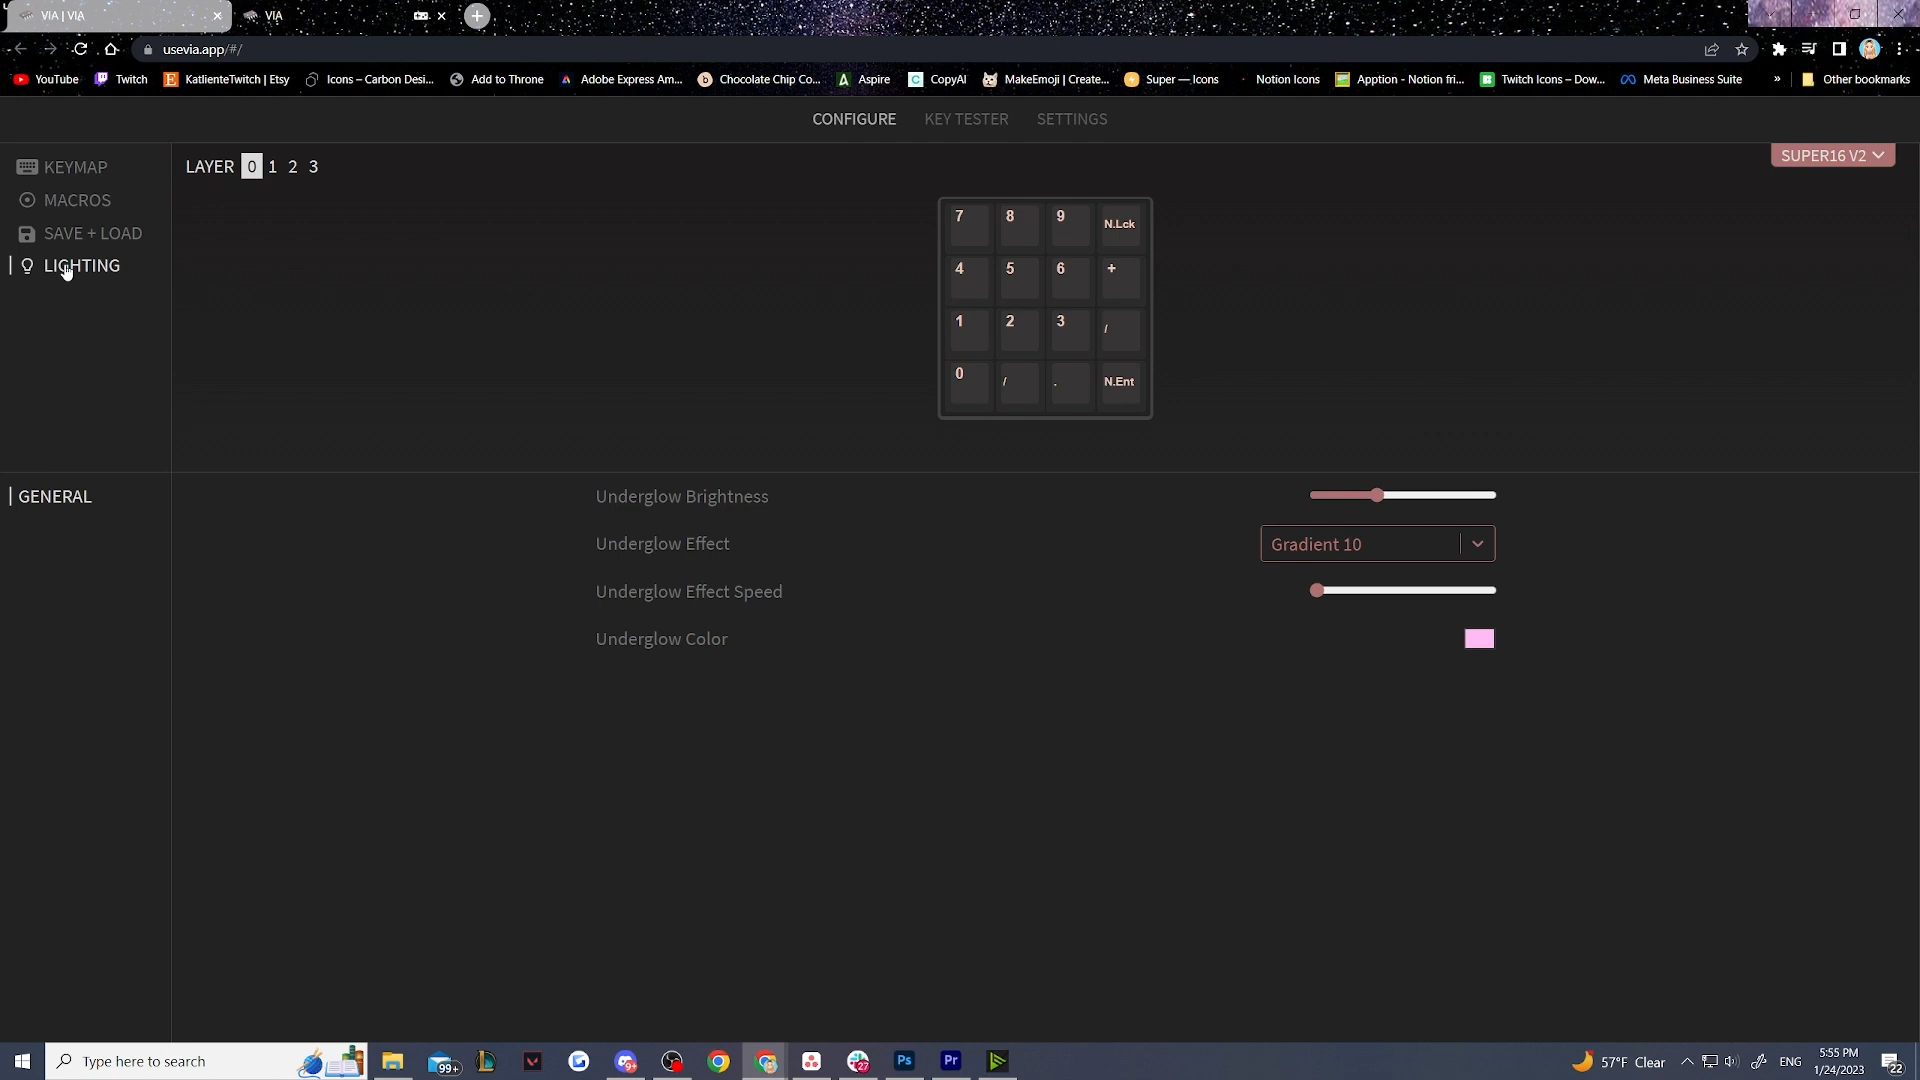 VIA | VIA
VIA
usevia.app/#/
YouTube
Twitch
KatlienteTwitch | Etsy
Icons – Carbon Desi...
Add to Throne
Adobe Express Am...
Chocolate Chip Co...
Aspire
CopyAI
MakeEmoji | Create...
Super — Icons
Notion Icons
Apption - Notion fri...
Twitch Icons – Dow...
Meta Business Suite
»
Other bookmarks
CONFIGURE KEY TESTER SETTINGS
KEYMAP
MACROS
SAVE + LOAD
LIGHTING
LAYER 0 1 2 3
SUPER16 V2
7 8 9 N.Lck
4 5 6 +
1 2 3 /
0 / . N.Ent
GENERAL
Underglow Brightness
Underglow Effect
Gradient 10
Underglow Effect Speed
Underglow Color
Type here to search
99+
9+
27
Ps
Pr
57°F Clear
ENG
5:55 PM
1/24/2023
22